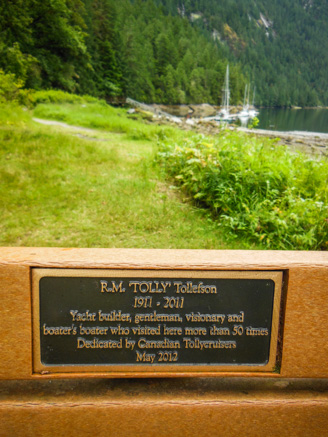 R.M. 'TOLLY' Tollefson
1911 - 2011
Yacht builder, gentleman, visionary and
boater's boater who visited here more than 50 times
Dedicated by Canadian Tollycruisers
May 2012